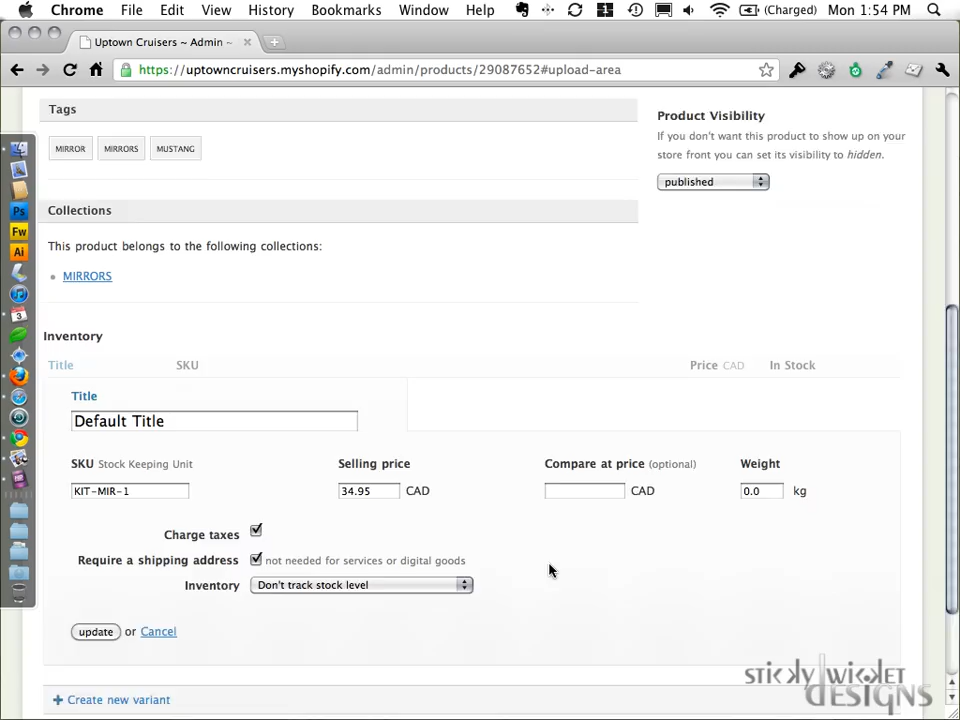 Chrome File Edit View History Bookmarks Window Help (Charged) Mon 1:54 PM
Uptown Cruisers ~ Admin ~
https://uptowncruisers.myshopify.com/admin/products/29087652#upload-area
Tags
MIRROR MIRRORS MUSTANG
Product Visibility
If you don't want this product to show up on your
store front you can set its visibility to hidden.
published
Collections
This product belongs to the following collections:
MIRRORS
Inventory
Title SKU Price CAD In Stock
Title
Default Title
SKU Stock Keeping Unit Selling price Compare at price (optional) Weight
KIT-MIR-1 34.95 CAD CAD 0.0 kg
Charge taxes
Require a shipping address not needed for services or digital goods
Inventory Don't track stock level
update or Cancel
+ Create new variant
Ps
Fw
Ai
3
sticky wicket
DESIGNS